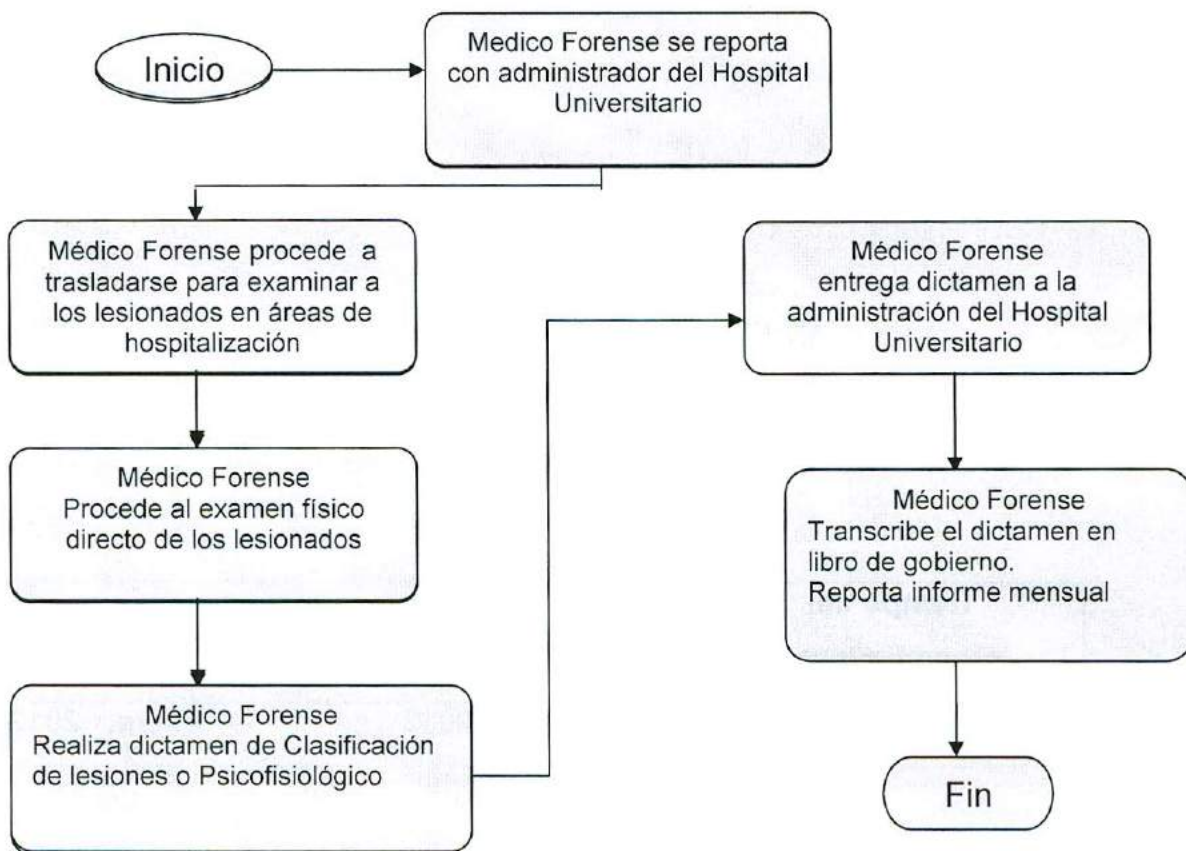 Inicio
Medico Forense se reporta
con administrador del Hospital
Universitario
Médico Forense procede a
trasladarse para examinar a
los lesionados en áreas de
hospitalización
Médico Forense
Procede al examen físico
directo de los lesionados
Médico Forense
Realiza dictamen de Clasificación
de lesiones o Psicofisiológico
Médico Forense
entrega dictamen a la
administración del Hospital
Universitario
Médico Forense
Transcribe el dictamen en
libro de gobierno.
Reporta informe mensual
Fin